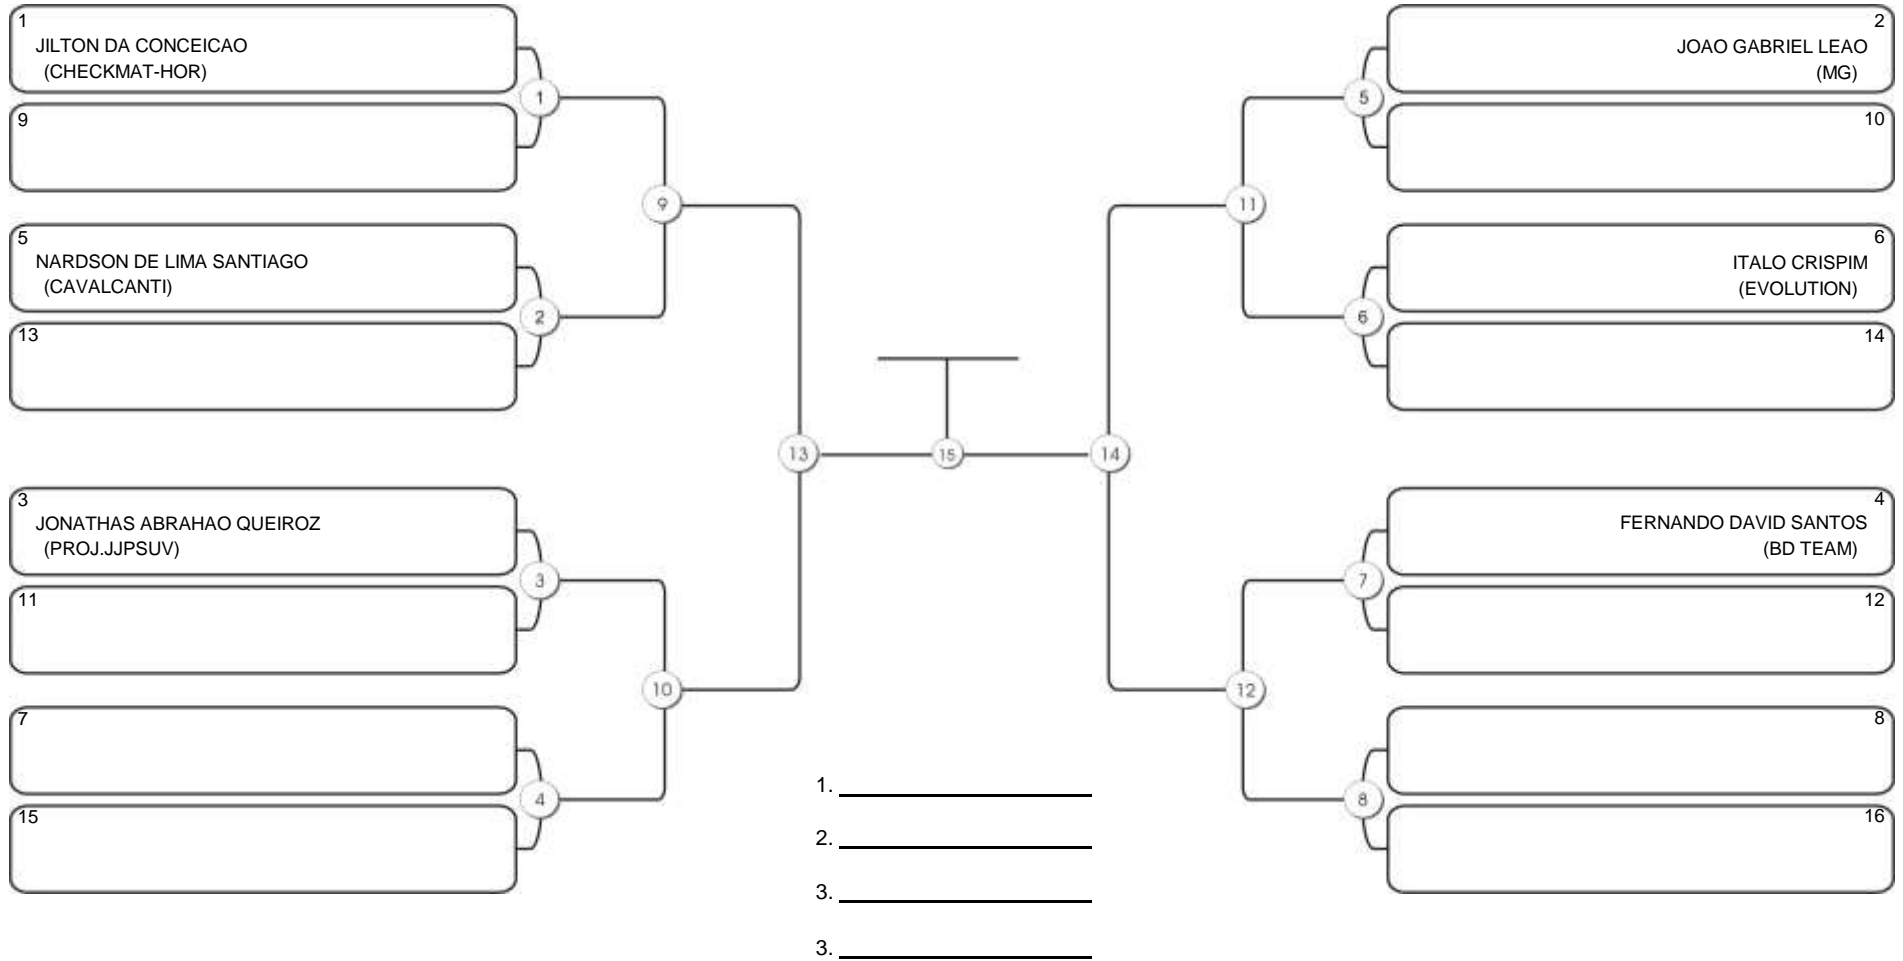 1
JILTON DA CONCEICAO
(CHECKMAT-HOR)
1
9
9
5
NARDSON DE LIMA SANTIAGO
(CAVALCANTI)
2
13
13
3
JONATHAS ABRAHAO QUEIROZ
(PROJ.JJPSUV)
3
11
10
7
4
15
15
1.
2.
3.
3.
2
JOAO GABRIEL LEAO
(MG)
5
10
11
6
ITALO CRISPIM
(EVOLUTION)
6
14
14
4
FERNANDO DAVID SANTOS
(BD TEAM)
7
12
12
8
8
16